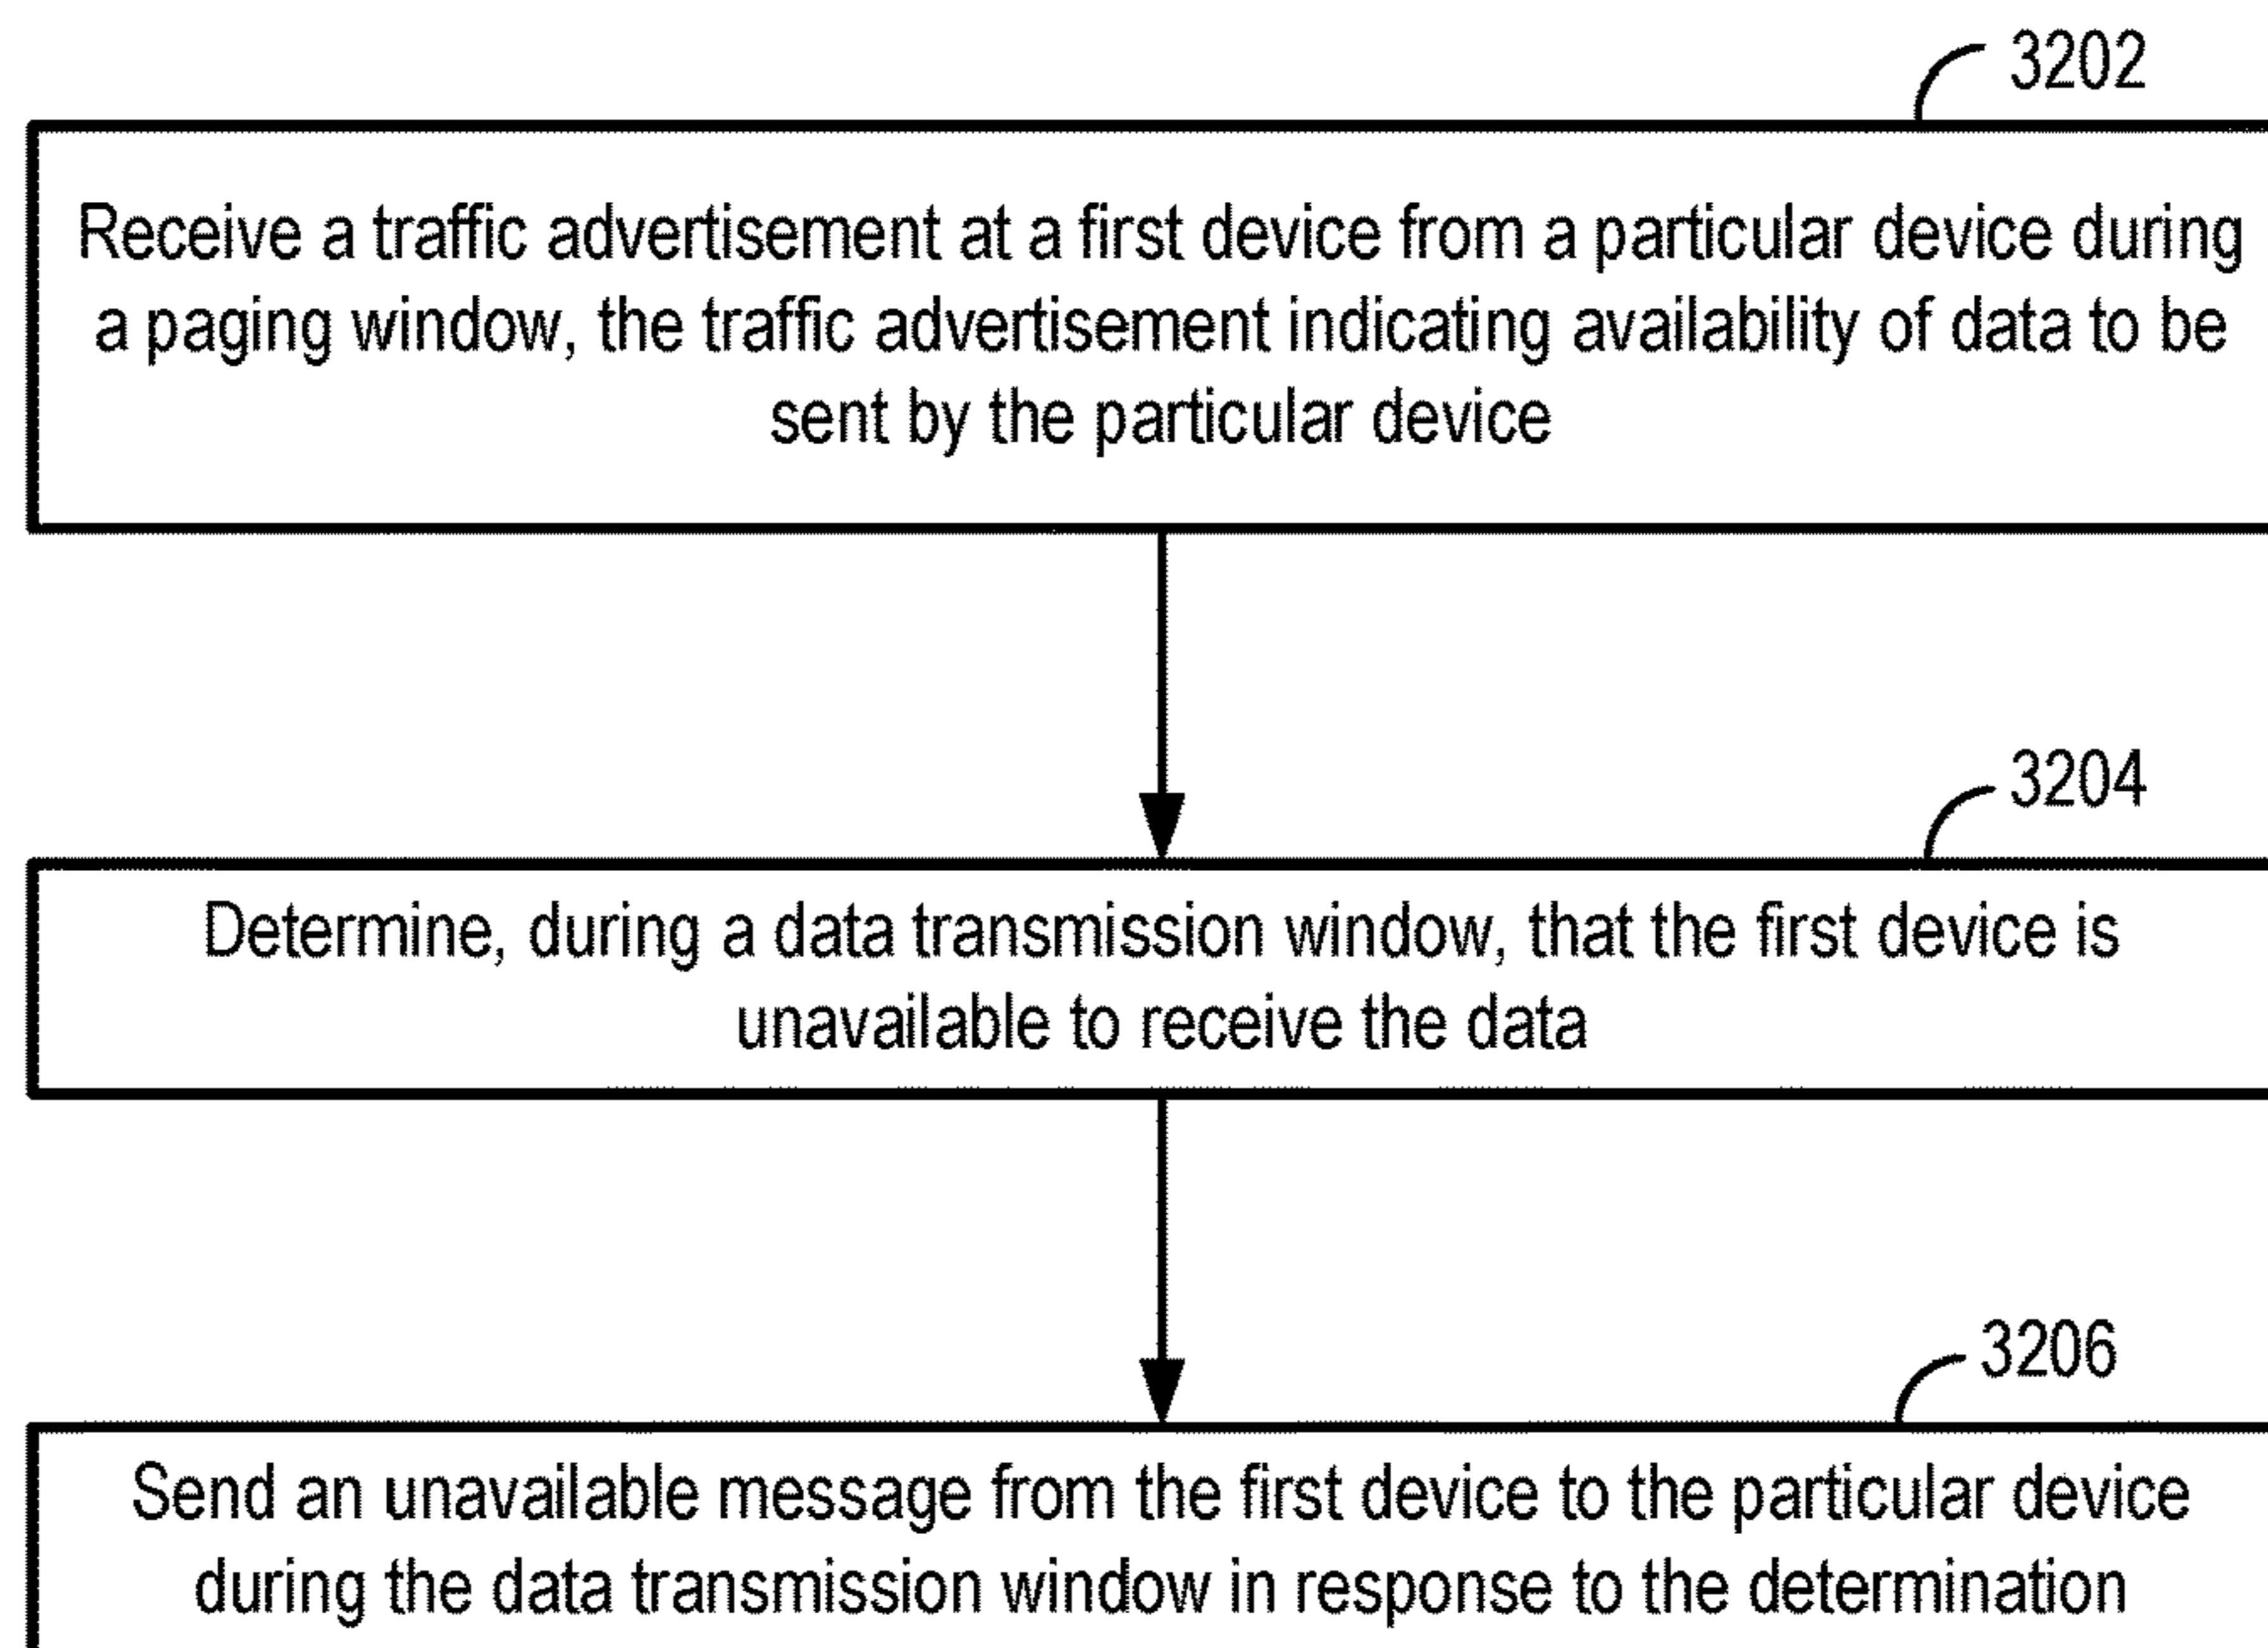 3202
Receive a traffic advertisement at a first device from a particular device during
a paging window, the traffic advertisement indicating availability of data to be
sent by the particular device
3204
Determine, during a data transmission window, that the first device is
unavailable to receive the data
3206
Send an unavailable message from the first device to the particular device
during the data transmission window in response to the determination